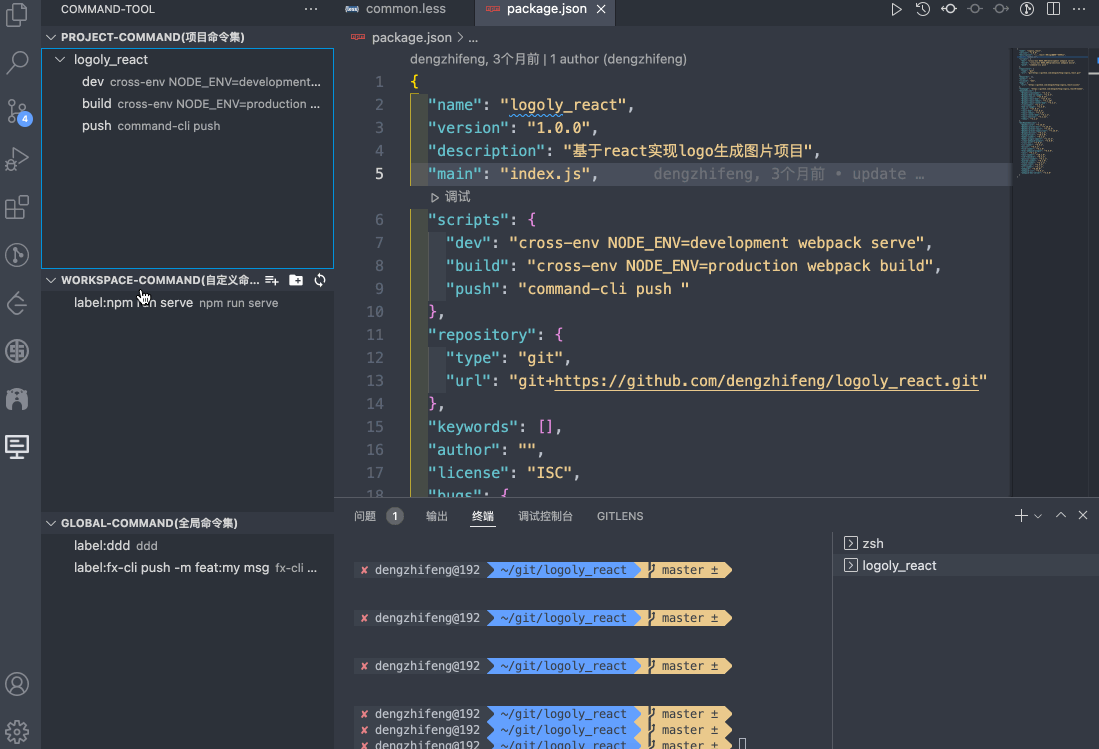 COMMAND-TOOL
PROJECT-COMMAND(项目命令集)
logoly_react
dev cross-env NODE_ENV=development...
build cross-env NODE_ENV=production ...
push command-cli push
WORKSPACE-COMMAND(自定义命...
label:npm run serve npm run serve
GLOBAL-COMMAND(全局命令集)
label:ddd ddd
label:fx-cli push -m feat:my msg fx-cli ...
4
common.less
package.json
package.json > ...
dengzhifeng, 3个月前 | 1 author (dengzhifeng)
1 {
2 "name": "logoly_react",
3 "version": "1.0.0",
4 "description": "基于react实现logo生成图片项目",
5 "main": "index.js", dengzhifeng, 3个月前 • update …
调试
6 "scripts": {
7 "dev": "cross-env NODE_ENV=development webpack serve",
8 "build": "cross-env NODE_ENV=production webpack build",
9 "push": "command-cli push "
10 },
11 "repository": {
12 "type": "git",
13 "url": "git+https://github.com/dengzhifeng/logoly_react.git"
14 },
15 "keywords": [],
16 "author": "",
17 "license": "ISC",
18 "bugs": {
问题 1 输出 终端 调试控制台 GITLENS
✘ dengzhifeng@192 ~/git/logoly_react master ±
✘ dengzhifeng@192 ~/git/logoly_react master ±
✘ dengzhifeng@192 ~/git/logoly_react master ±
✘ dengzhifeng@192 ~/git/logoly_react master ±
✘ dengzhifeng@192 ~/git/logoly_react master ±
✘ dengzhifeng@192 ~/git/logoly_react master ±
zsh
logoly_react